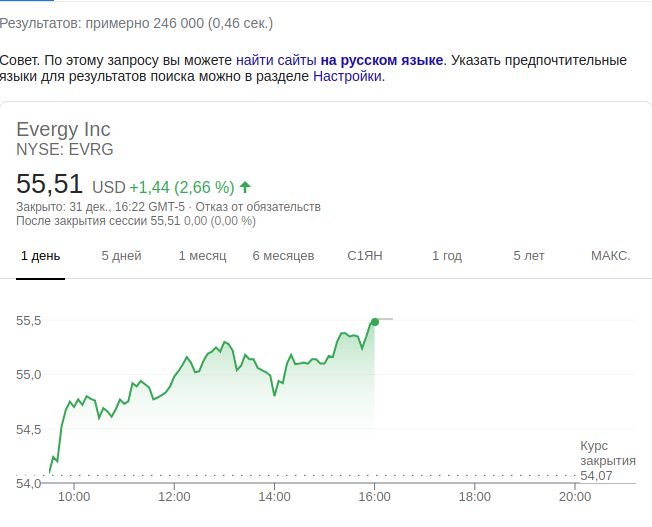 Результатов: примерно 246 000 (0,46 сек.)
Совет. По этому запросу вы можете найти сайты на русском языке. Указать предпочтительные
языки для результатов поиска можно в разделе Настройки.
Evergy Inc
NYSE: EVRG
55,51 USD +1,44 (2,66 %)
Закрыто: 31 дек., 16:22 GMT-5 · Отказ от обязательств
После закрытия сессии 55,51 0,00 (0,00 %)
1 день 5 дней 1 месяц 6 месяцев С1ЯН 1 год 5 лет МАКС.
55,5
55,0
54,5
54,0
Курс
закрытия
54,07
10:00 12:00 14:00 16:00 18:00 20:00